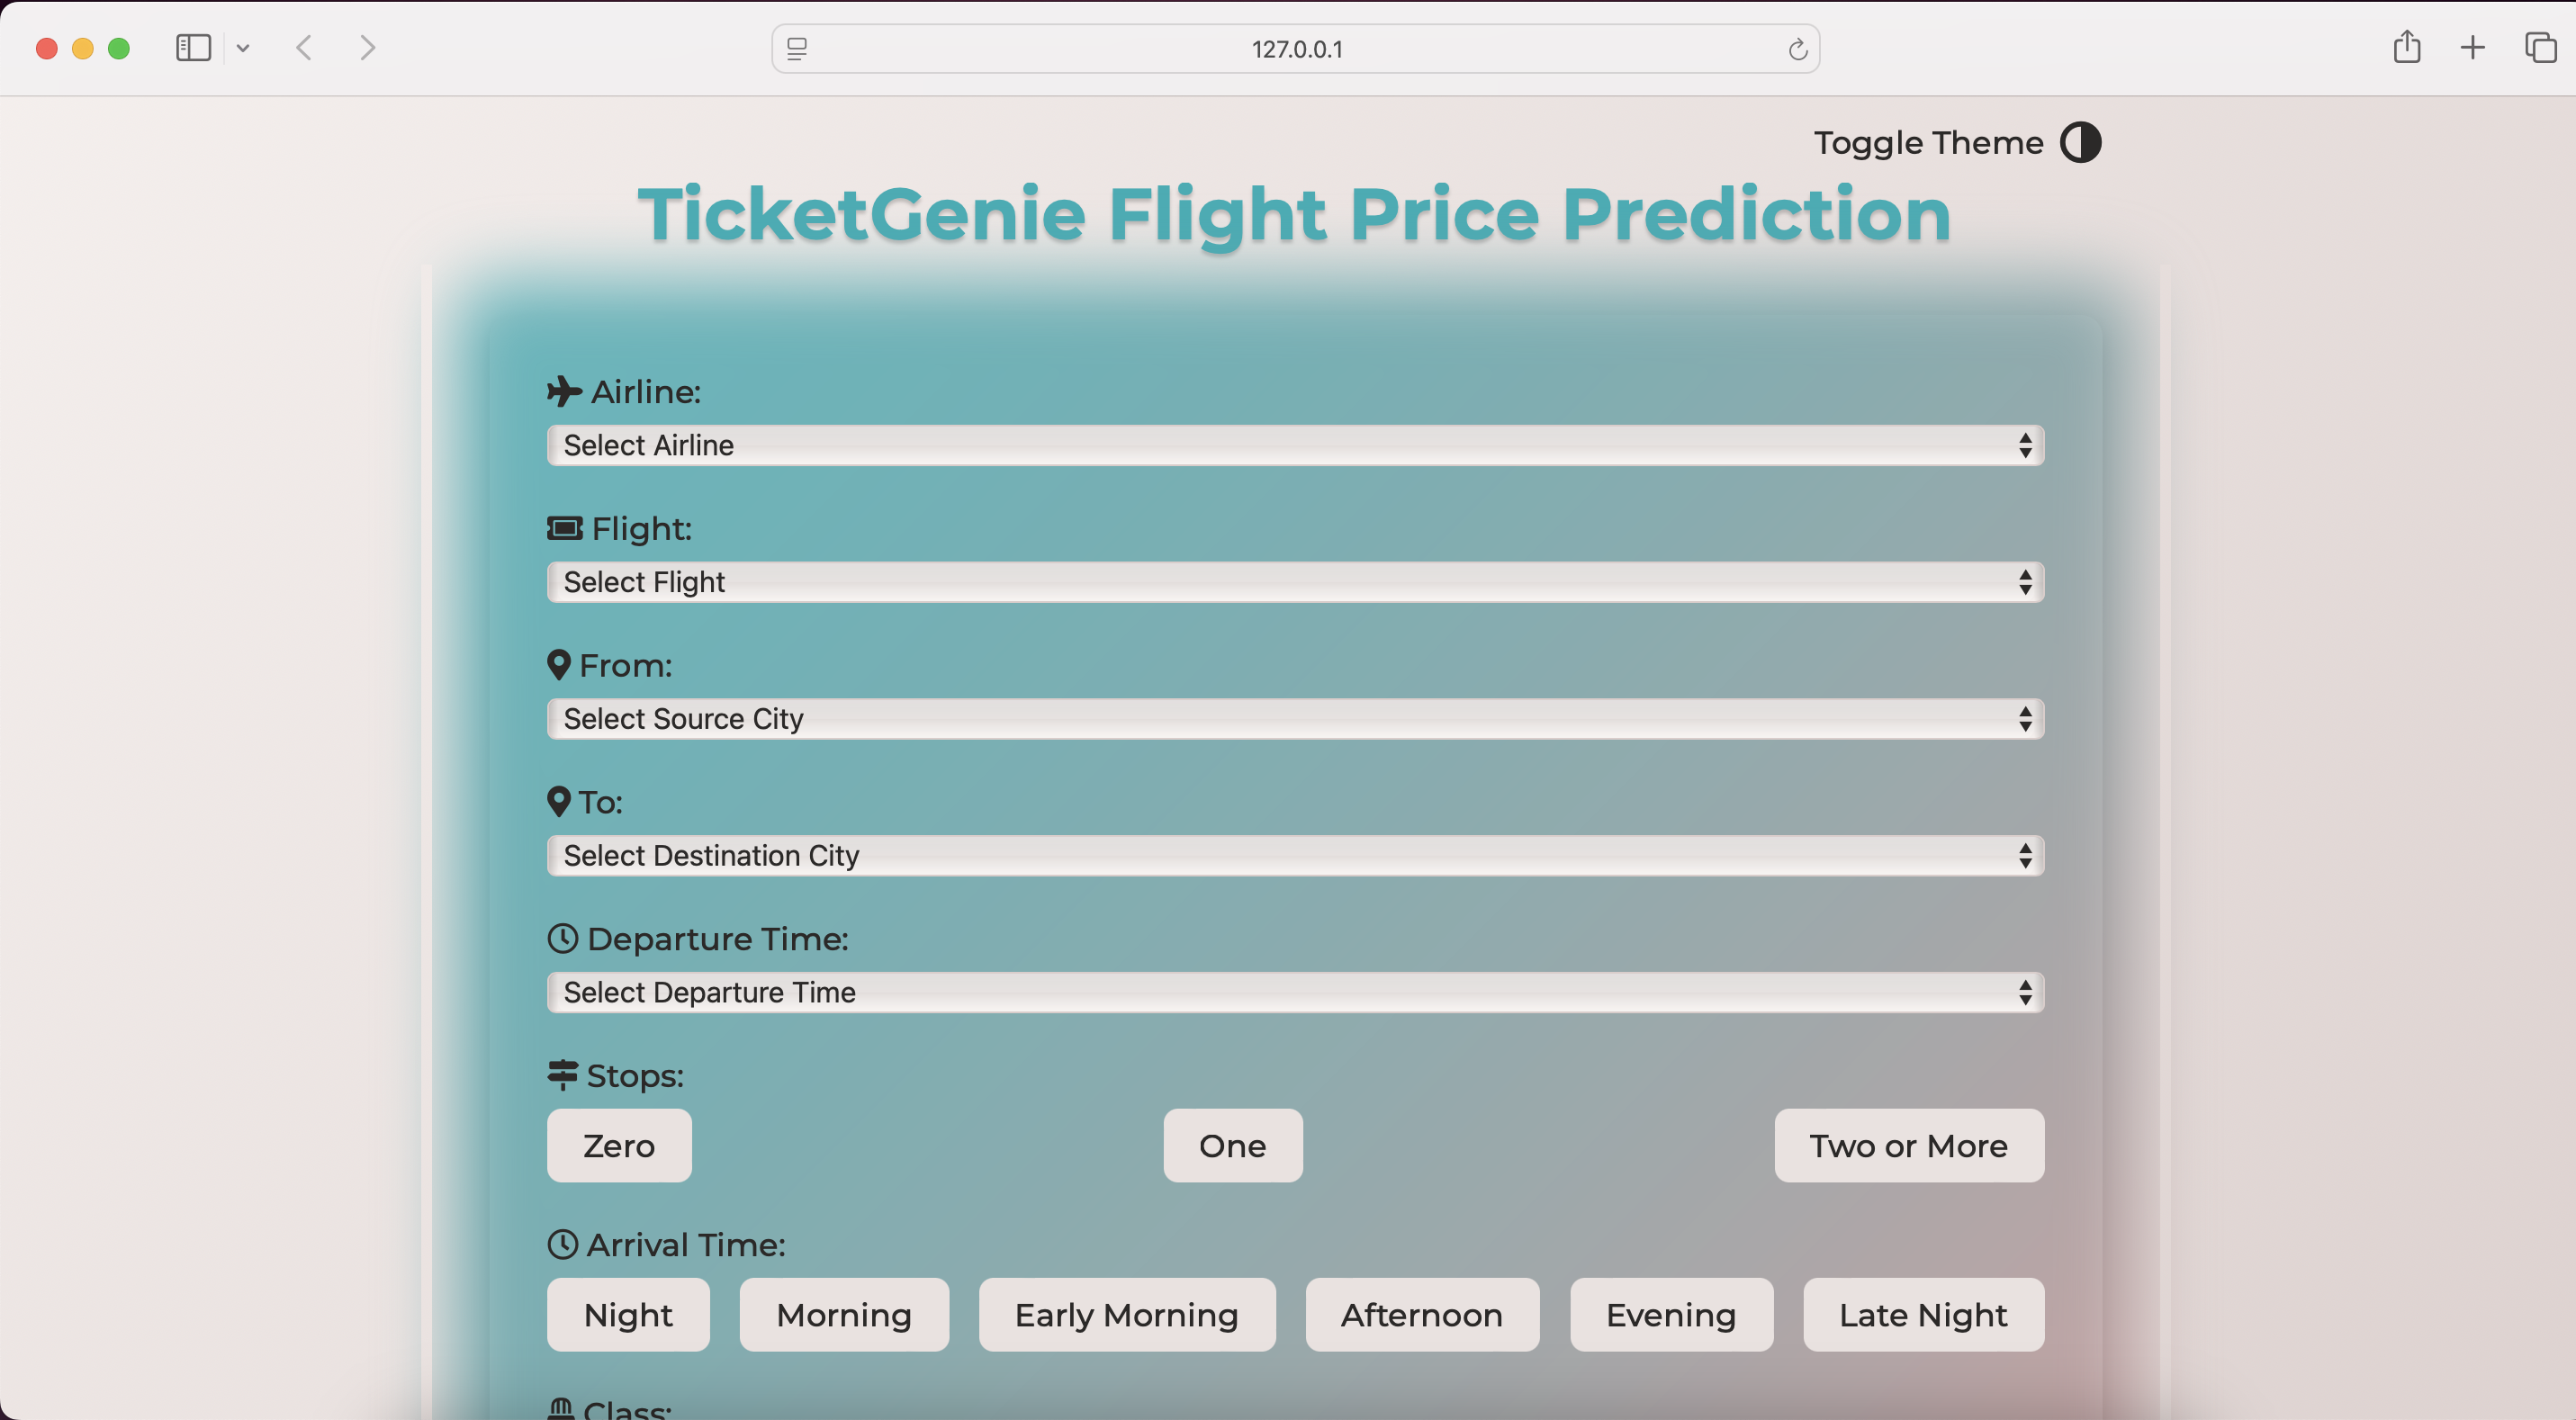 127.0.0.1
Toggle Theme
TicketGenie Flight Price Prediction
Airline:
Select Airline
Flight:
Select Flight
From:
Select Source City
To:
Select Destination City
Departure Time:
Select Departure Time
Stops:
Zero One Two or More
Arrival Time:
Night Morning Early Morning Afternoon Evening Late Night
Class: